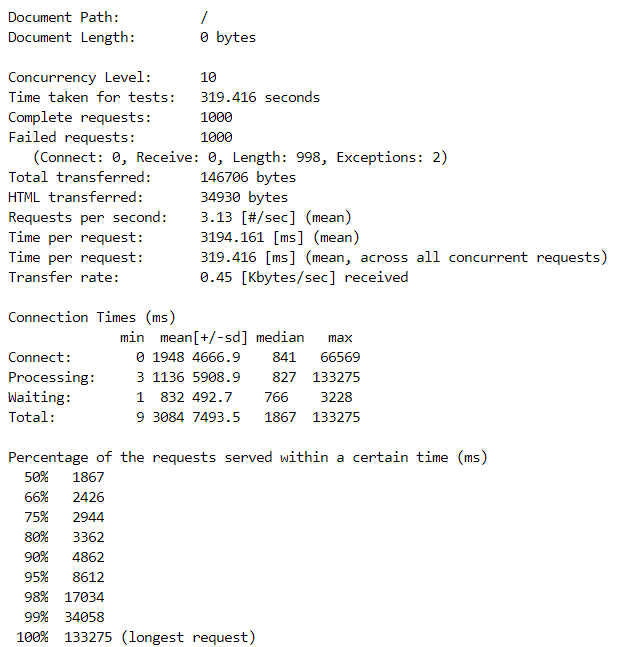 Document Path:          /
Document Length:        0 bytes

Concurrency Level:      10
Time taken for tests:   319.416 seconds
Complete requests:      1000
Failed requests:        1000
   (Connect: 0, Receive: 0, Length: 998, Exceptions: 2)
Total transferred:      146706 bytes
HTML transferred:       34930 bytes
Requests per second:    3.13 [#/sec] (mean)
Time per request:       3194.161 [ms] (mean)
Time per request:       319.416 [ms] (mean, across all concurrent requests)
Transfer rate:          0.45 [Kbytes/sec] received

Connection Times (ms)
              min  mean[+/-sd] median   max
Connect:        0 1948 4666.9    841   66569
Processing:     3 1136 5908.9    827  133275
Waiting:        1  832 492.7    766     3228
Total:          9 3084 7493.5   1867  133275

Percentage of the requests served within a certain time (ms)
  50%   1867
  66%   2426
  75%   2944
  80%   3362
  90%   4862
  95%   8612
  98%  17034
  99%  34058
 100%  133275 (longest request)